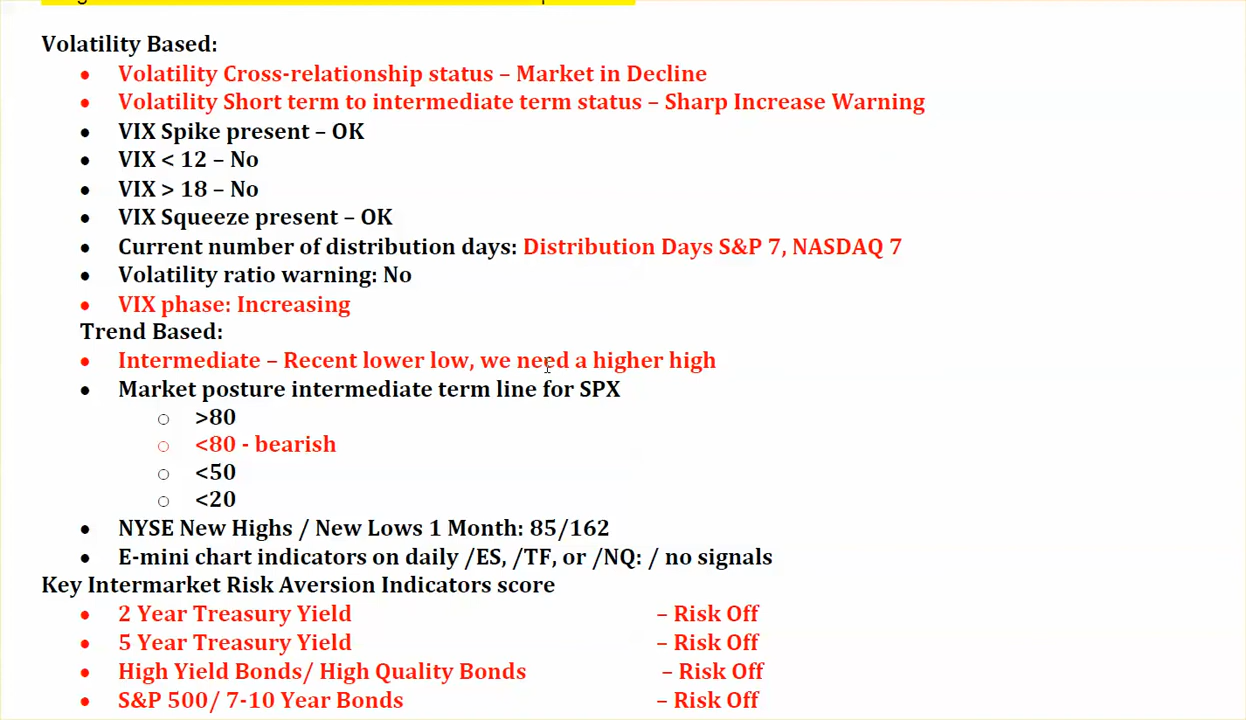 Volatility Based:
• Volatility Cross-relationship status – Market in Decline
• Volatility Short term to intermediate term status – Sharp Increase Warning
• VIX Spike present – OK
• VIX < 12 – No
• VIX > 18 – No
• VIX Squeeze present – OK
• Current number of distribution days: Distribution Days S&P 7, NASDAQ 7
• Volatility ratio warning: No
• VIX phase: Increasing
Trend Based:
• Intermediate – Recent lower low, we need a higher high
• Market posture intermediate term line for SPX
○ >80
○ <80 - bearish
○ <50
○ <20
• NYSE New Highs / New Lows 1 Month: 85/162
• E-mini chart indicators on daily /ES, /TF, or /NQ: / no signals
Key Intermarket Risk Aversion Indicators score
• 2 Year Treasury Yield – Risk Off
• 5 Year Treasury Yield – Risk Off
• High Yield Bonds/ High Quality Bonds – Risk Off
• S&P 500/ 7-10 Year Bonds – Risk Off